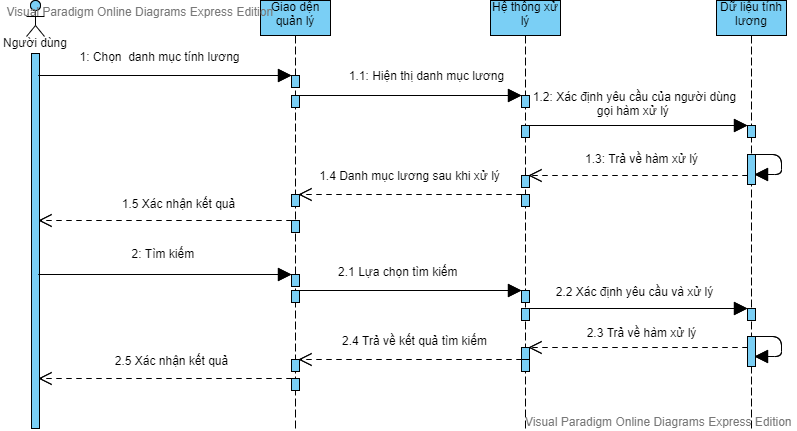 Visual Paradigm Online Diagrams Express Edition
Giao dện
quản lý
Hệ thống xử
lý
Dữ liệu tính
lương
Người dùng
1: Chọn danh mục tính lương
1.1: Hiện thị danh mục lương
1.2: Xác định yêu cầu của người dùng
gọi hàm xử lý
1.3: Trả về hàm xử lý
1.4 Danh mục lương sau khi xử lý
1.5 Xác nhận kết quả
2: Tìm kiếm
2.1 Lựa chọn tìm kiếm
2.2 Xác định yêu cầu và xử lý
2.3 Trả về hàm xử lý
2.4 Trả về kết quả tìm kiếm
2.5 Xác nhận kết quả
Visual Paradigm Online Diagrams Express Edition